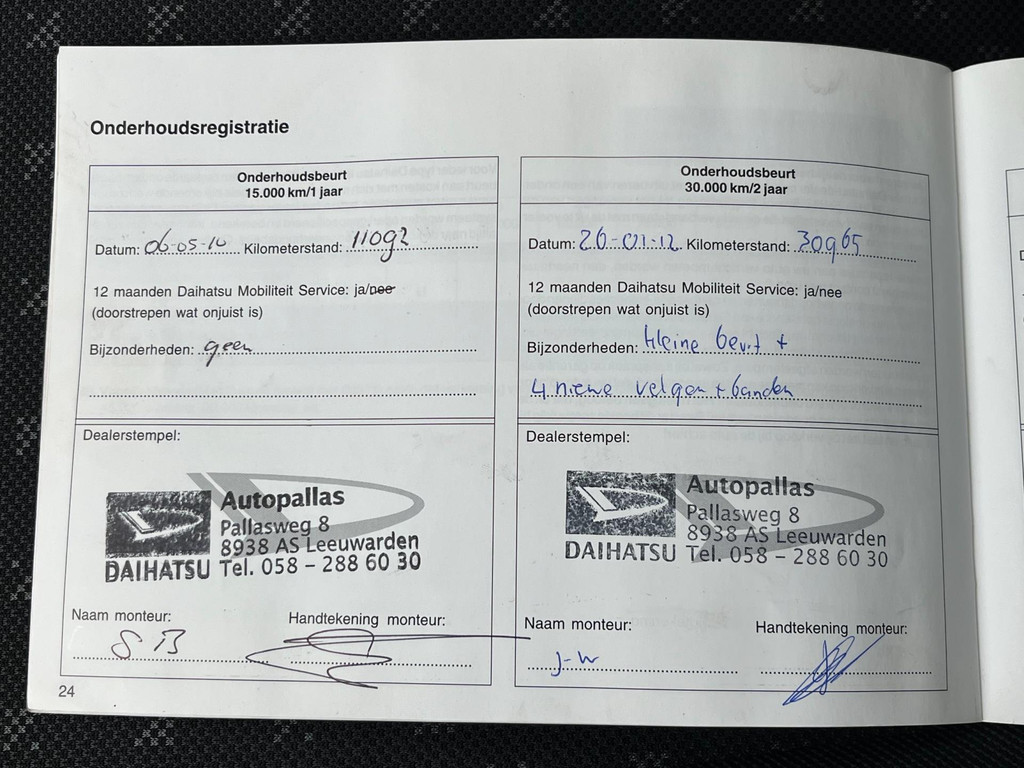 Onderhoudsregistratie
Onderhoudsbeurt
15.000 km/1 jaar
Datum: 06-05-10 Kilometerstand: 11092
12 maanden Daihatsu Mobiliteit Service: ja/nee
(doorstrepen wat onjuist is)
Bijzonderheden: geen
Dealerstempel:
Autopallas
Pallasweg 8
8938 AS Leeuwarden
DAIHATSU Tel. 058 – 288 60 30
Naam monteur: Handtekening monteur:
S-B
24
Onderhoudsbeurt
30.000 km/2 jaar
Datum: 26-01-12 Kilometerstand: 30965
12 maanden Daihatsu Mobiliteit Service: ja/nee
(doorstrepen wat onjuist is)
Bijzonderheden: kleine beurt +
4 niewe velgen + banden
Dealerstempel:
Autopallas
Pallasweg 8
8938 AS Leeuwarden
DAIHATSU Tel. 058 – 288 60 30
Naam monteur: Handtekening monteur:
J-W